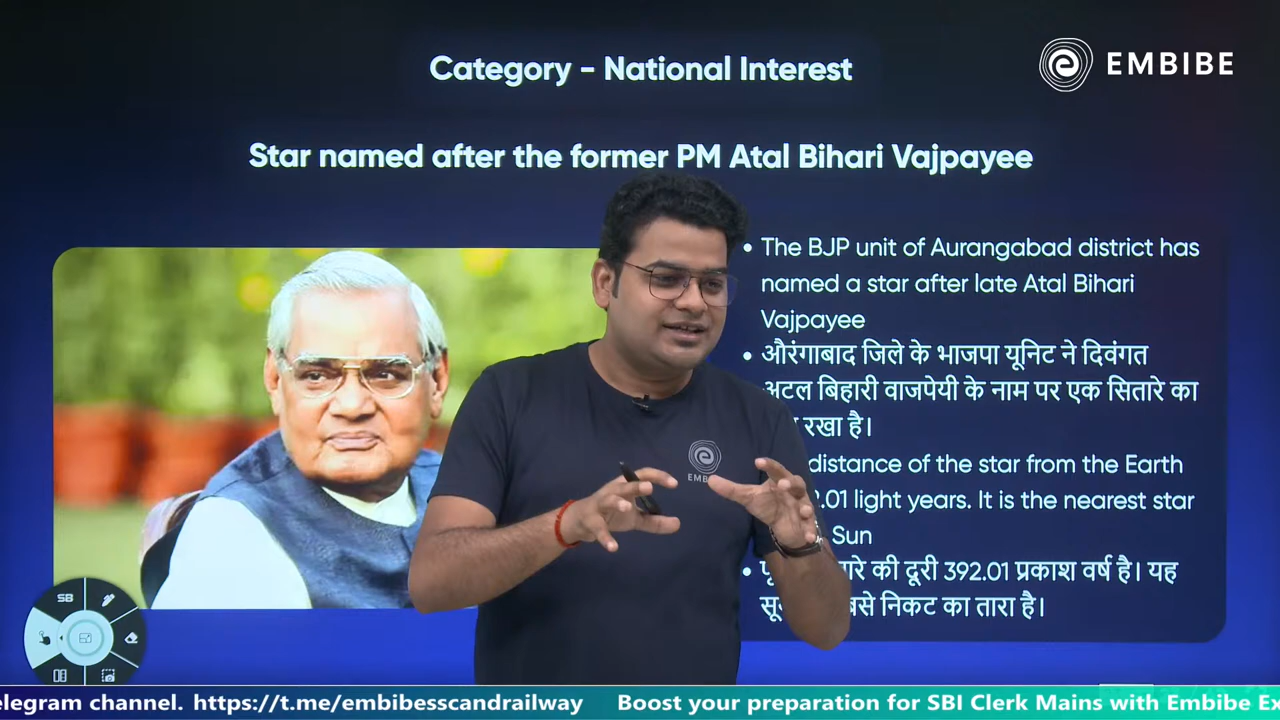 Category - National Interest
EMBIBE
Star named after the former PM Atal Bihari Vajpayee
• The BJP unit of Aurangabad district has
named a star after late Atal Bihari
Vajpayee
• औरंगाबाद जिले के भाजपा यूनिट ने दिवंगत
अटल बिहारी वाजपेयी के नाम पर एक सितारे का
रखा है।
distance of the star from the Earth
.01 light years. It is the nearest star
Sun
• की दूरी 392.01 प्रकाश वर्ष है। यह
निकट का तारा है।
SB
elegram channel. https://t.me/embibesscandrailway Boost your preparation for SBI Clerk Mains with Embibe Ex